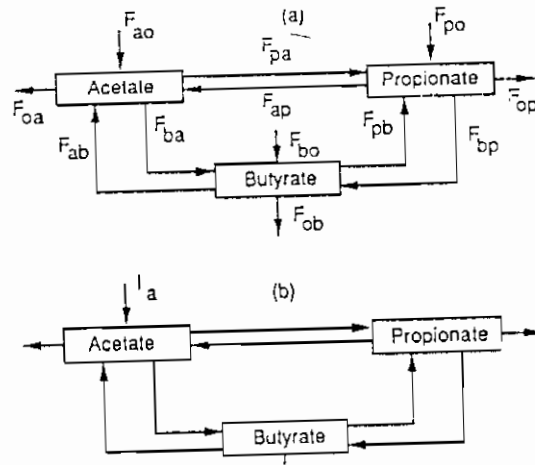 (a)
F ao
F po
F pa
Acetate
Propionate
F oa
F ap
F op
F ab
F ba
F bo
F pb
F bp
Butyrate
F ob
(b)
I a
Acetate
Propionate
Butyrate